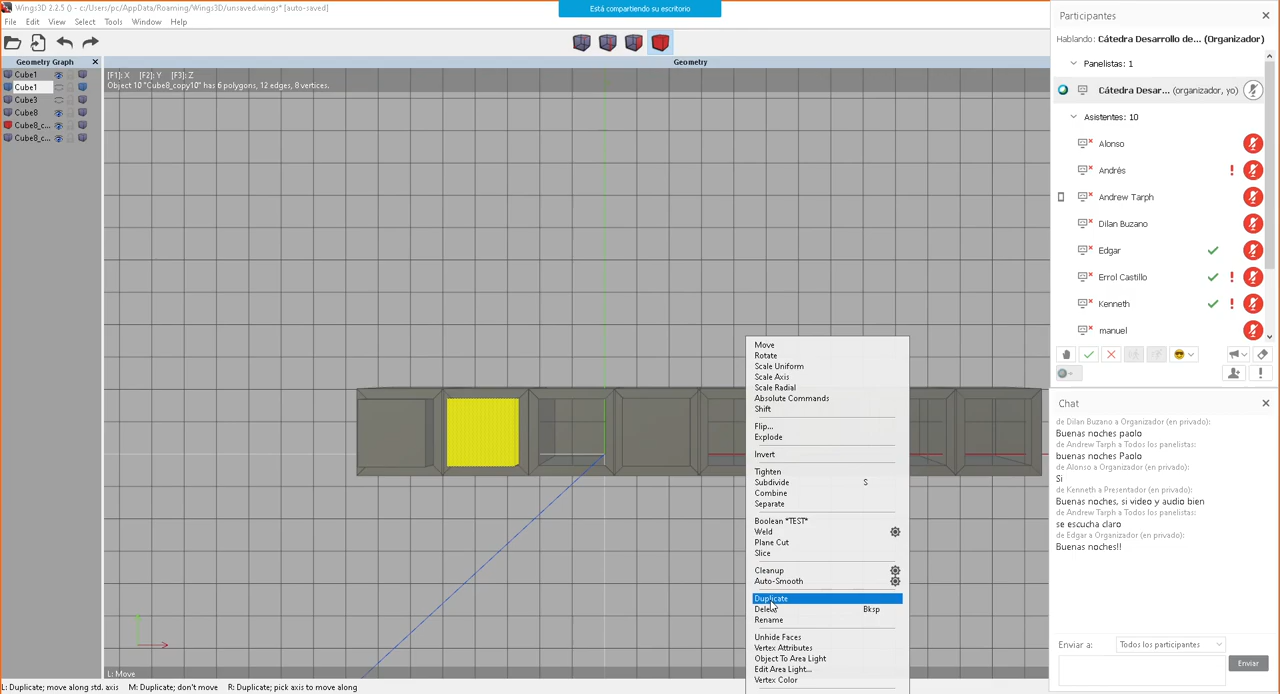 Wings3D 2.2.5 () - c:/Users/pc/AppData/Roaming/Wings3D/unsaved.wings* [auto-saved]
Está compartiendo su escritorio
File Edit View Select Tools Window Help
Geometry Graph
Geometry
Cube1
Cube1
Cube3
Cube8
Cube8_c...
Cube8_c...
[F1]: X [F2]: Y [F3]: Z
Object 10 "Cube8_copy10" has 6 polygons, 12 edges, 8 vertices.
Move
Rotate
Scale Uniform
Scale Axis
Scale Radial
Absolute Commands
Shift
Flip...
Explode
Invert
Tighten
Subdivide S
Combine
Separate
Boolean *TEST*
Weld
Plane Cut
Slice
Cleanup
Auto-Smooth
Duplicate
Delete Bksp
Rename
Unhide Faces
Vertex Attributes
Object To Area Light
Edit Area Light...
Vertex Color
L: Move
L: Duplicate; move along std. axis M: Duplicate; don't move R: Duplicate; pick axis to move along
Participantes
Hablando: Cátedra Desarrollo de... (Organizador)
Panelistas: 1
Cátedra Desar... (organizador, yo)
Asistentes: 10
Alonso
Andrés
Andrew Tarph
Dilan Buzano
Edgar
Errol Castillo
Kenneth
manuel
Chat
de Dilan Buzano a Organizador (en privado):
Buenas noches paolo
de Andrew Tarph a Todos los panelistas:
buenas noches Paolo
de Alonso a Organizador (en privado):
Si
de Kenneth a Presentador (en privado):
Buenas noches, si video y audio bien
de Andrew Tarph a Todos los panelistas:
se escucha claro
de Edgar a Organizador (en privado):
Buenas noches!!
Enviar a: Todos los participantes
Enviar